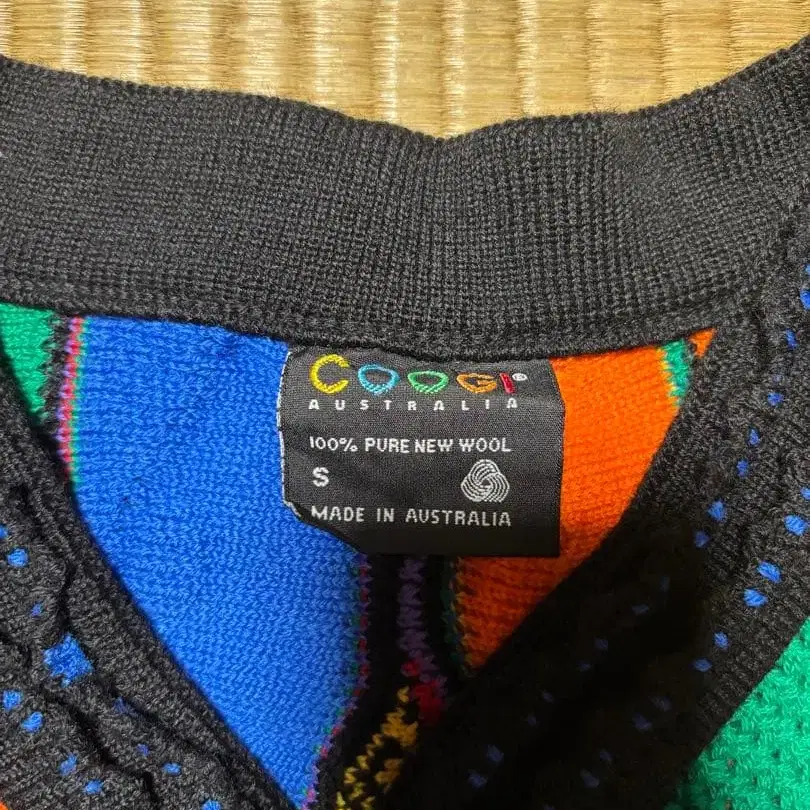 COOGI®
AUSTRALIA
100% PURE NEW WOOL
S
MADE IN AUSTRALIA